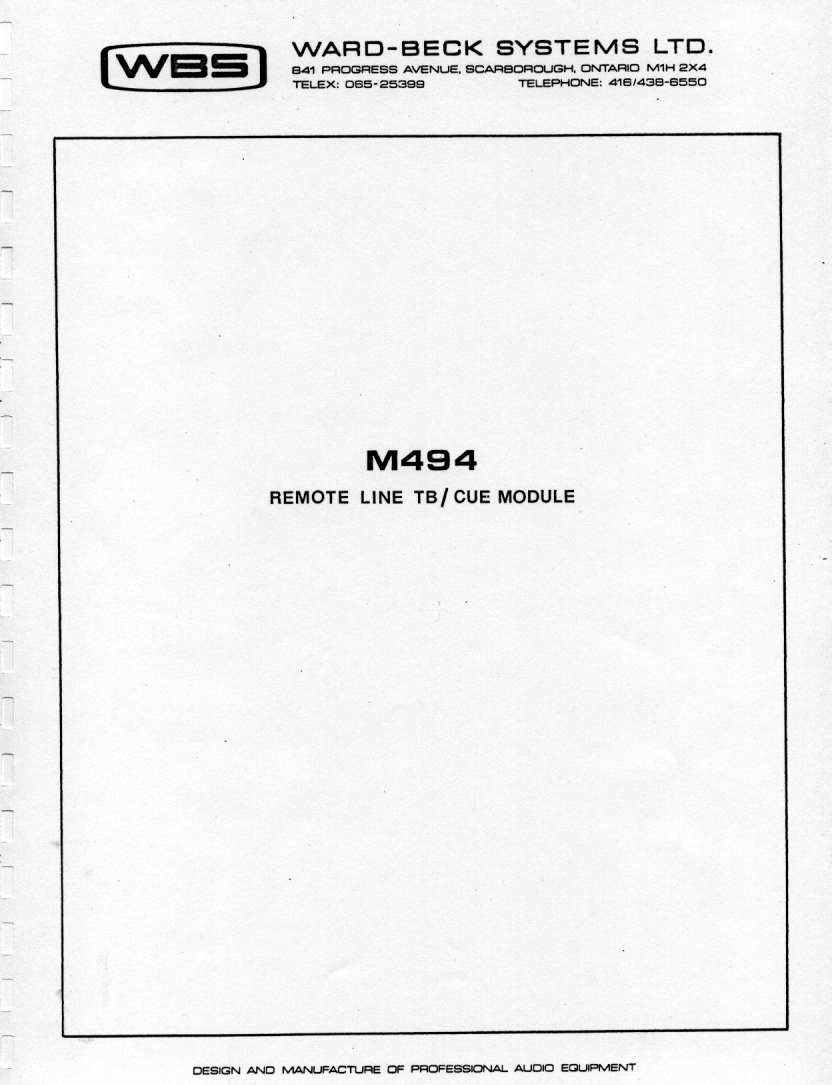 WBS
WARD-BECK SYSTEMS LTD.
841 PROGRESS AVENUE, SCARBOROUGH, ONTARIO M1H 2X4
TELEX: 065-25399 TELEPHONE: 416/438-6550
M494
REMOTE LINE TB/CUE MODULE
DESIGN AND MANUFACTURE OF PROFESSIONAL AUDIO EQUIPMENT